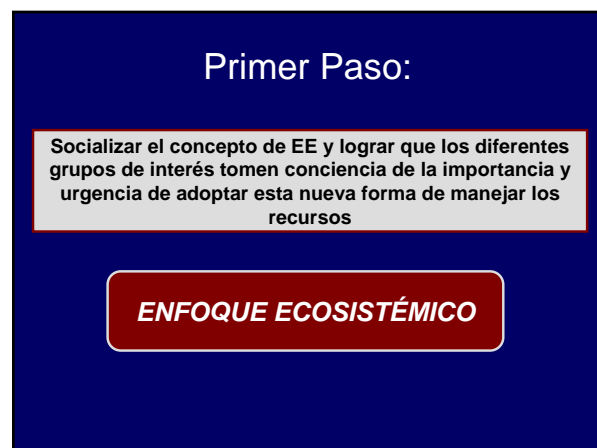 Primer Paso:
Socializar el concepto de EE y lograr que los diferentes
grupos de interés tomen conciencia de la importancia y
urgencia de adoptar esta nueva forma de manejar los
recursos
ENFOQUE ECOSISTÉMICO